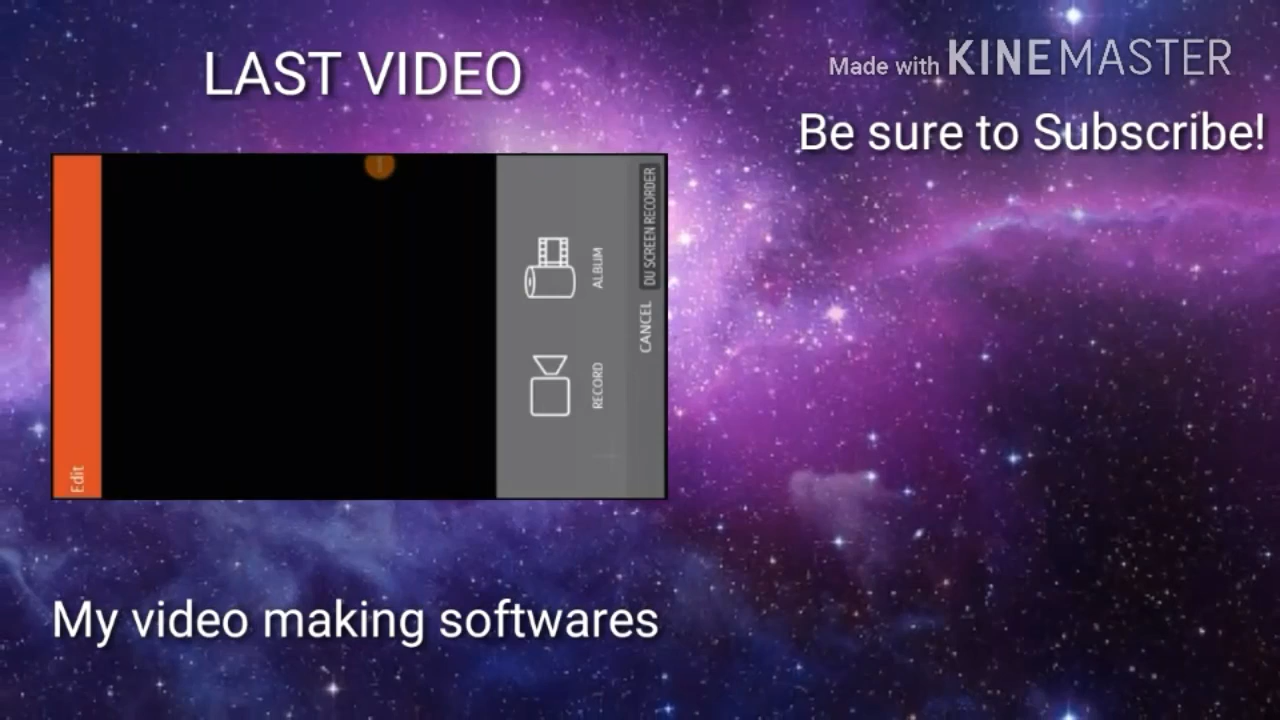 LAST VIDEO
Made with KINEMASTER
Be sure to Subscribe!
Edit
ALBUM
RECORD
DU SCREEN RECORDER
CANCEL
My video making softwares